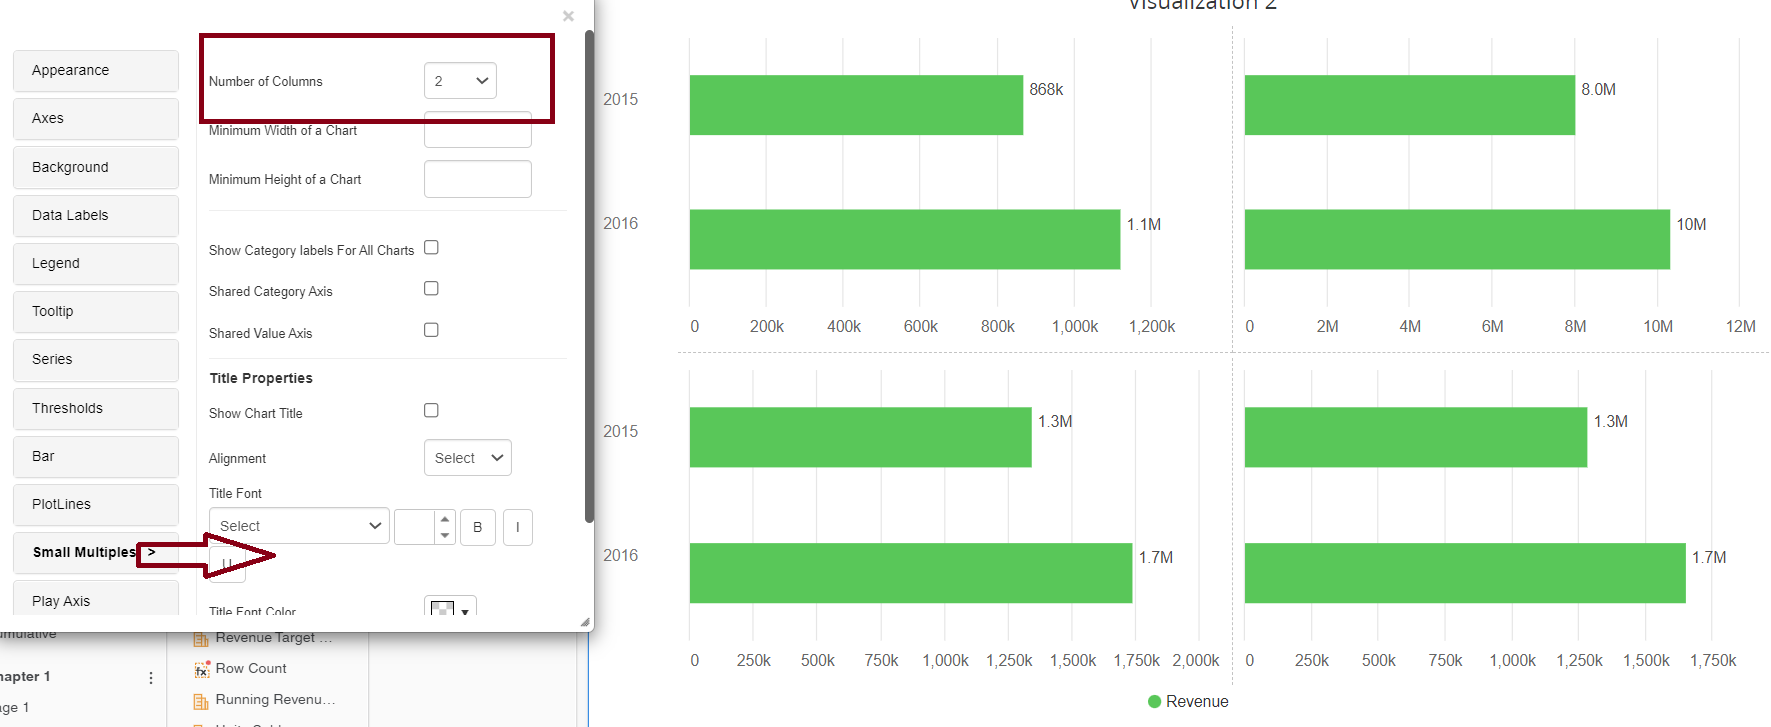 Visualization 2
×
Appearance
Axes
Background
Data Labels
Legend
Tooltip
Series
Thresholds
Bar
PlotLines
Small Multiples >
Play Axis
Number of Columns 2
Minimum Width of a Chart
Minimum Height of a Chart
Show Category labels For All Charts
Shared Category Axis
Shared Value Axis
Title Properties
Show Chart Title
Alignment Select
Title Font
Select B I
U
Title Font Color
umulative
hapter 1
age 1
Revenue Target ...
fx Row Count
Running Revenu...
2015 868k 8.0M
2016 1.1M 10M
0 200k 400k 600k 800k 1,000k 1,200k
0 2M 4M 6M 8M 10M 12M
2015 1.3M 1.3M
2016 1.7M 1.7M
0 250k 500k 750k 1,000k 1,250k 1,500k 1,750k 2,000k
0 250k 500k 750k 1,000k 1,250k 1,500k 1,750k
Revenue